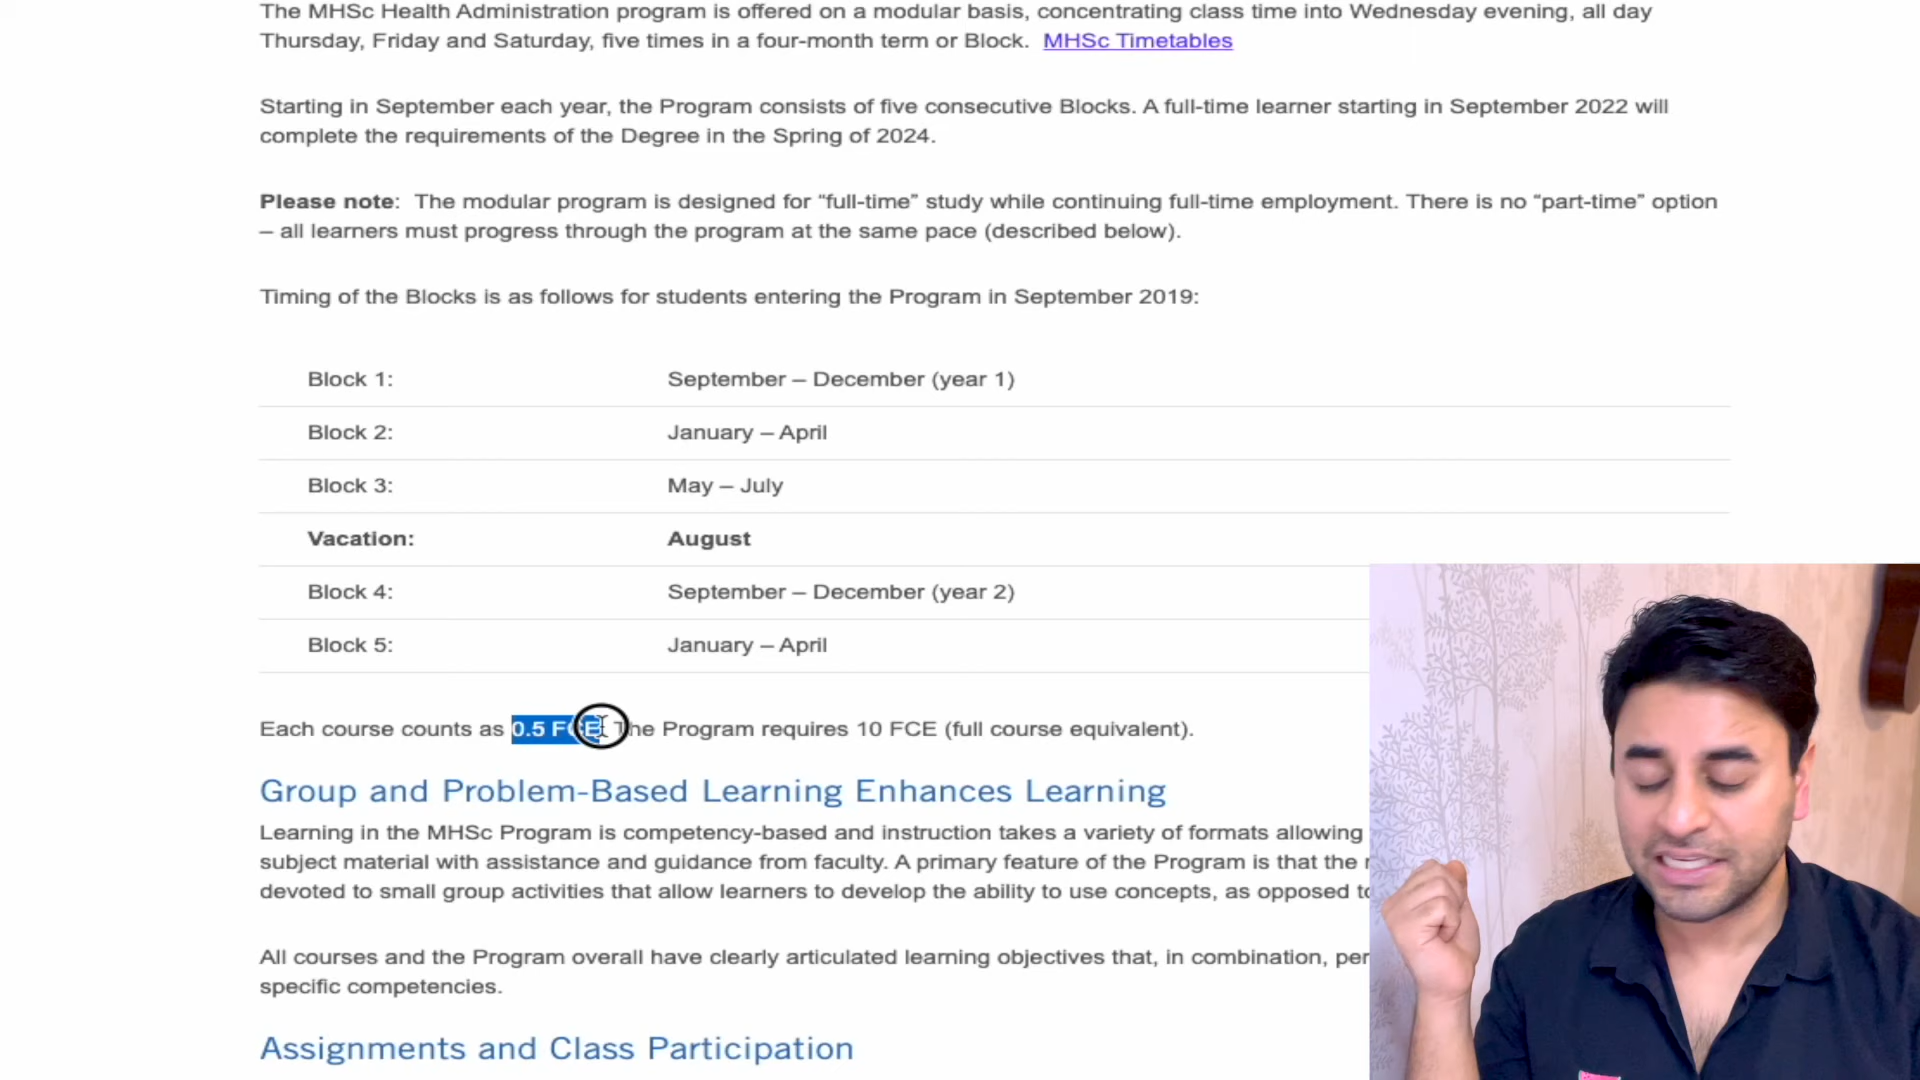 The MHSc Health Administration program is offered on a modular basis, concentrating class time into Wednesday evening, all day
Thursday, Friday and Saturday, five times in a four-month term or Block. MHSc Timetables
Starting in September each year, the Program consists of five consecutive Blocks. A full-time learner starting in September 2022 will
complete the requirements of the Degree in the Spring of 2024.
Please note: The modular program is designed for “full-time” study while continuing full-time employment. There is no “part-time” option
– all learners must progress through the program at the same pace (described below).
Timing of the Blocks is as follows for students entering the Program in September 2019:
Block 1: September – December (year 1)
Block 2: January – April
Block 3: May – July
Vacation: August
Block 4: September – December (year 2)
Block 5: January – April
Each course counts as 0.5 FCE. The Program requires 10 FCE (full course equivalent).
Group and Problem-Based Learning Enhances Learning
Learning in the MHSc Program is competency-based and instruction takes a variety of formats allowing
subject material with assistance and guidance from faculty. A primary feature of the Program is that the
devoted to small group activities that allow learners to develop the ability to use concepts, as opposed
All courses and the Program overall have clearly articulated learning objectives that, in combination,
specific competencies.
Assignments and Class Participation